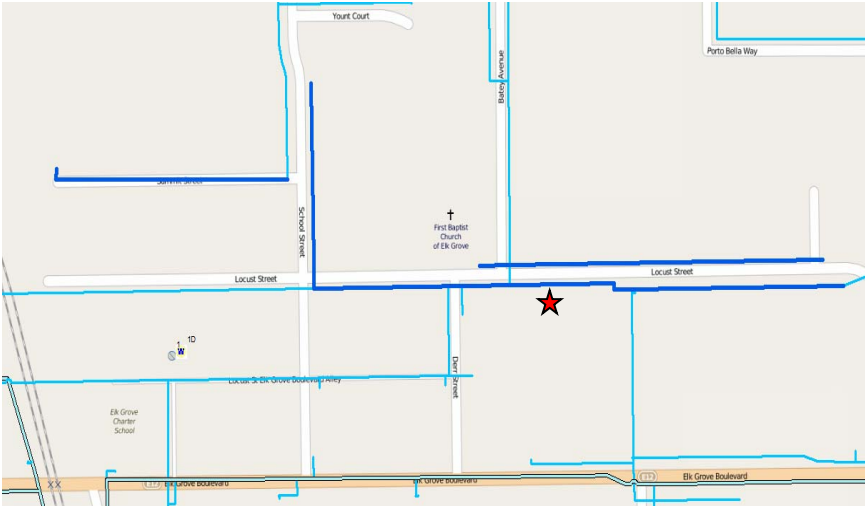 Yount Court
Batey Avenue
Porto Bella Way
Summit Street
School Street
First Baptist
Church
of Elk Grove
Locust Street
Locust Street
1D
1
W
Locust St Elk Grove Boulevard Alley
Derr Street
Elk Grove
Charter
School
Elk Grove Boulevard
Elk Grove Boulevard
Elk Grove Boulevard
E12